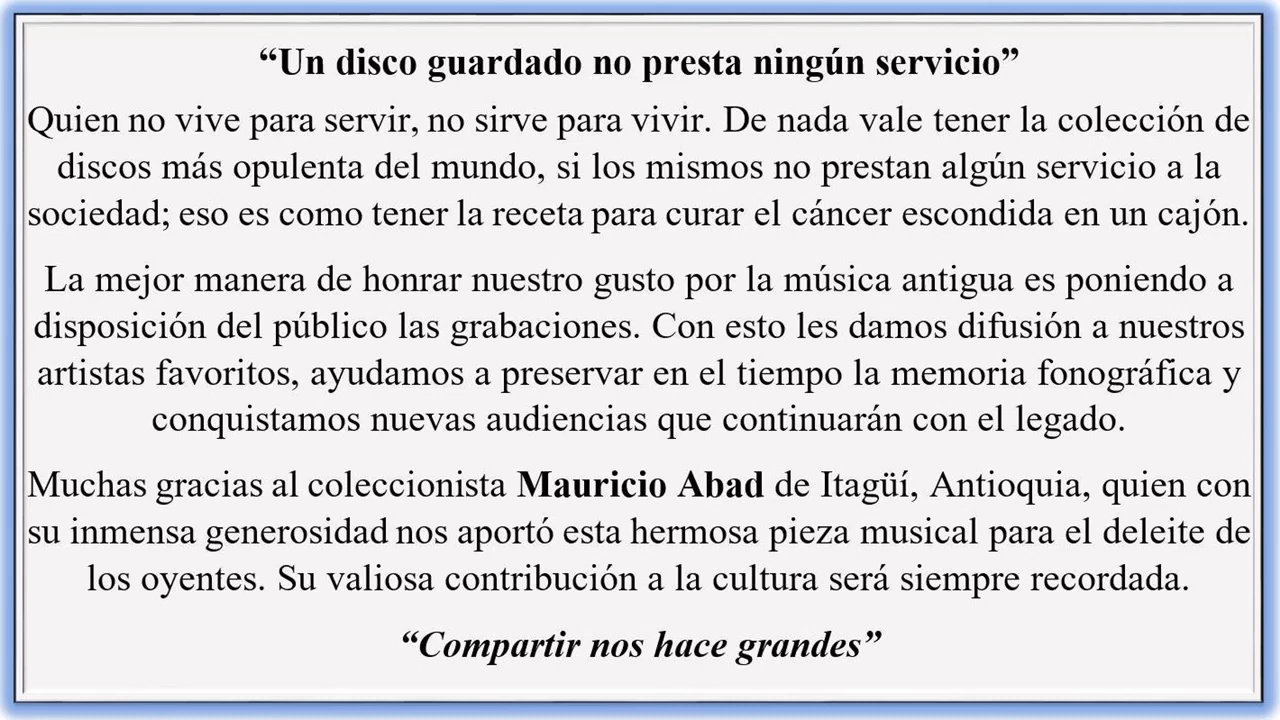 “Un disco guardado no presta ningún servicio”
Quien no vive para servir, no sirve para vivir. De nada vale tener la colección de
discos más opulenta del mundo, si los mismos no prestan algún servicio a la
sociedad; eso es como tener la receta para curar el cáncer escondida en un cajón.
La mejor manera de honrar nuestro gusto por la música antigua es poniendo a
disposición del público las grabaciones. Con esto les damos difusión a nuestros
artistas favoritos, ayudamos a preservar en el tiempo la memoria fonográfica y
conquistamos nuevas audiencias que continuarán con el legado.
Muchas gracias al coleccionista Mauricio Abad de Itagüí, Antioquia, quien con
su inmensa generosidad nos aportó esta hermosa pieza musical para el deleite de
los oyentes. Su valiosa contribución a la cultura será siempre recordada.
“Compartir nos hace grandes”